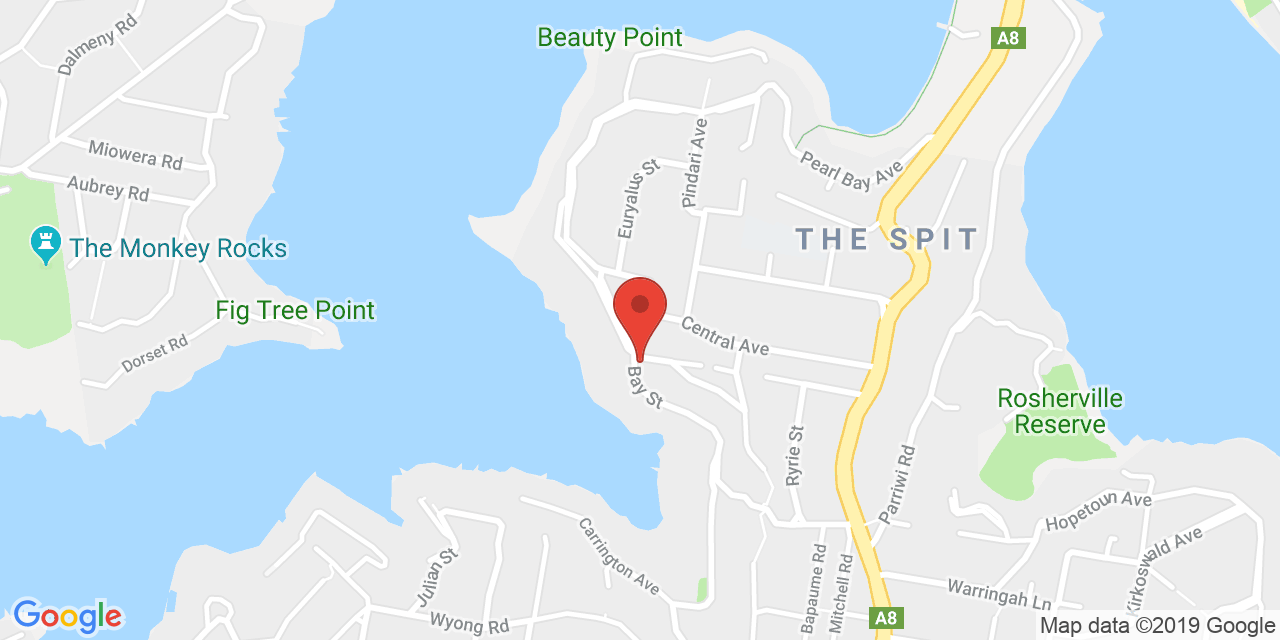 Dalmeny Rd
Beauty Point
A8
Miowera Rd
Pindari Ave
Pearl Bay Ave
Euryalus St
Aubrey Rd
The Monkey Rocks
THE SPIT
Fig Tree Point
Central Ave
Dorset Rd
Bay St
Rosherville
Reserve
Ryrie St
Parriwi Rd
Hopetoun Ave
Carrington Ave
Julian St
Kirkoswald Ave
Bapaume Rd
Mitchell Rd
Warringah Ln
Wyong Rd
A8
Google
Map data ©2019 Google